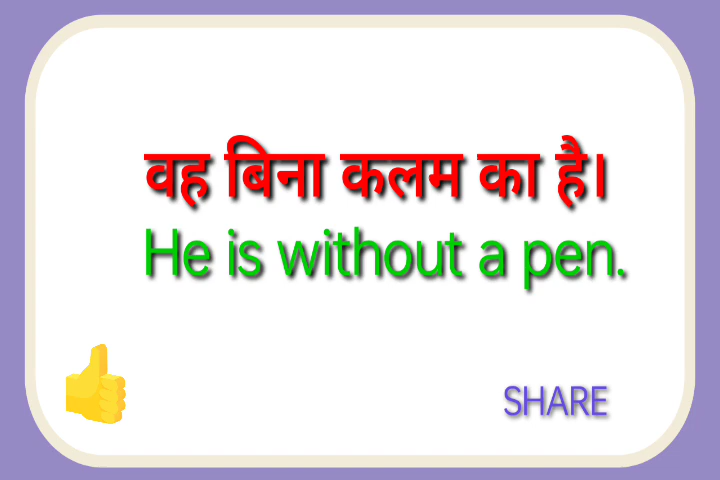 वह बिना कलम का है।
He is without a pen.
SHARE